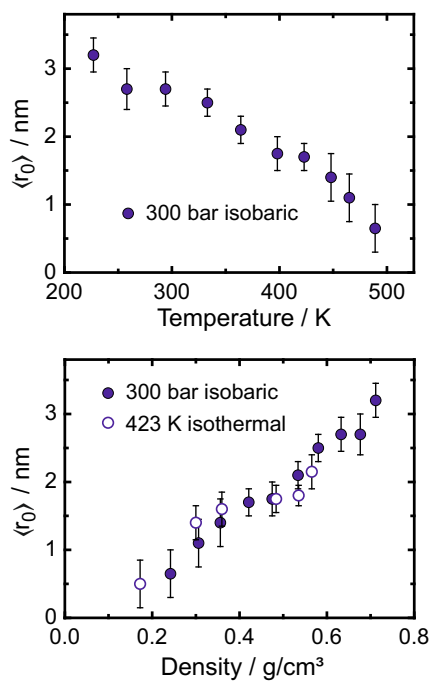 3
2
1
0
⟨r₀⟩ / nm
300 bar isobaric
200 300 400 500
Temperature / K
300 bar isobaric
423 K isothermal
3
2
1
0
⟨r₀⟩ / nm
0.0 0.2 0.4 0.6 0.8
Density / g/cm³